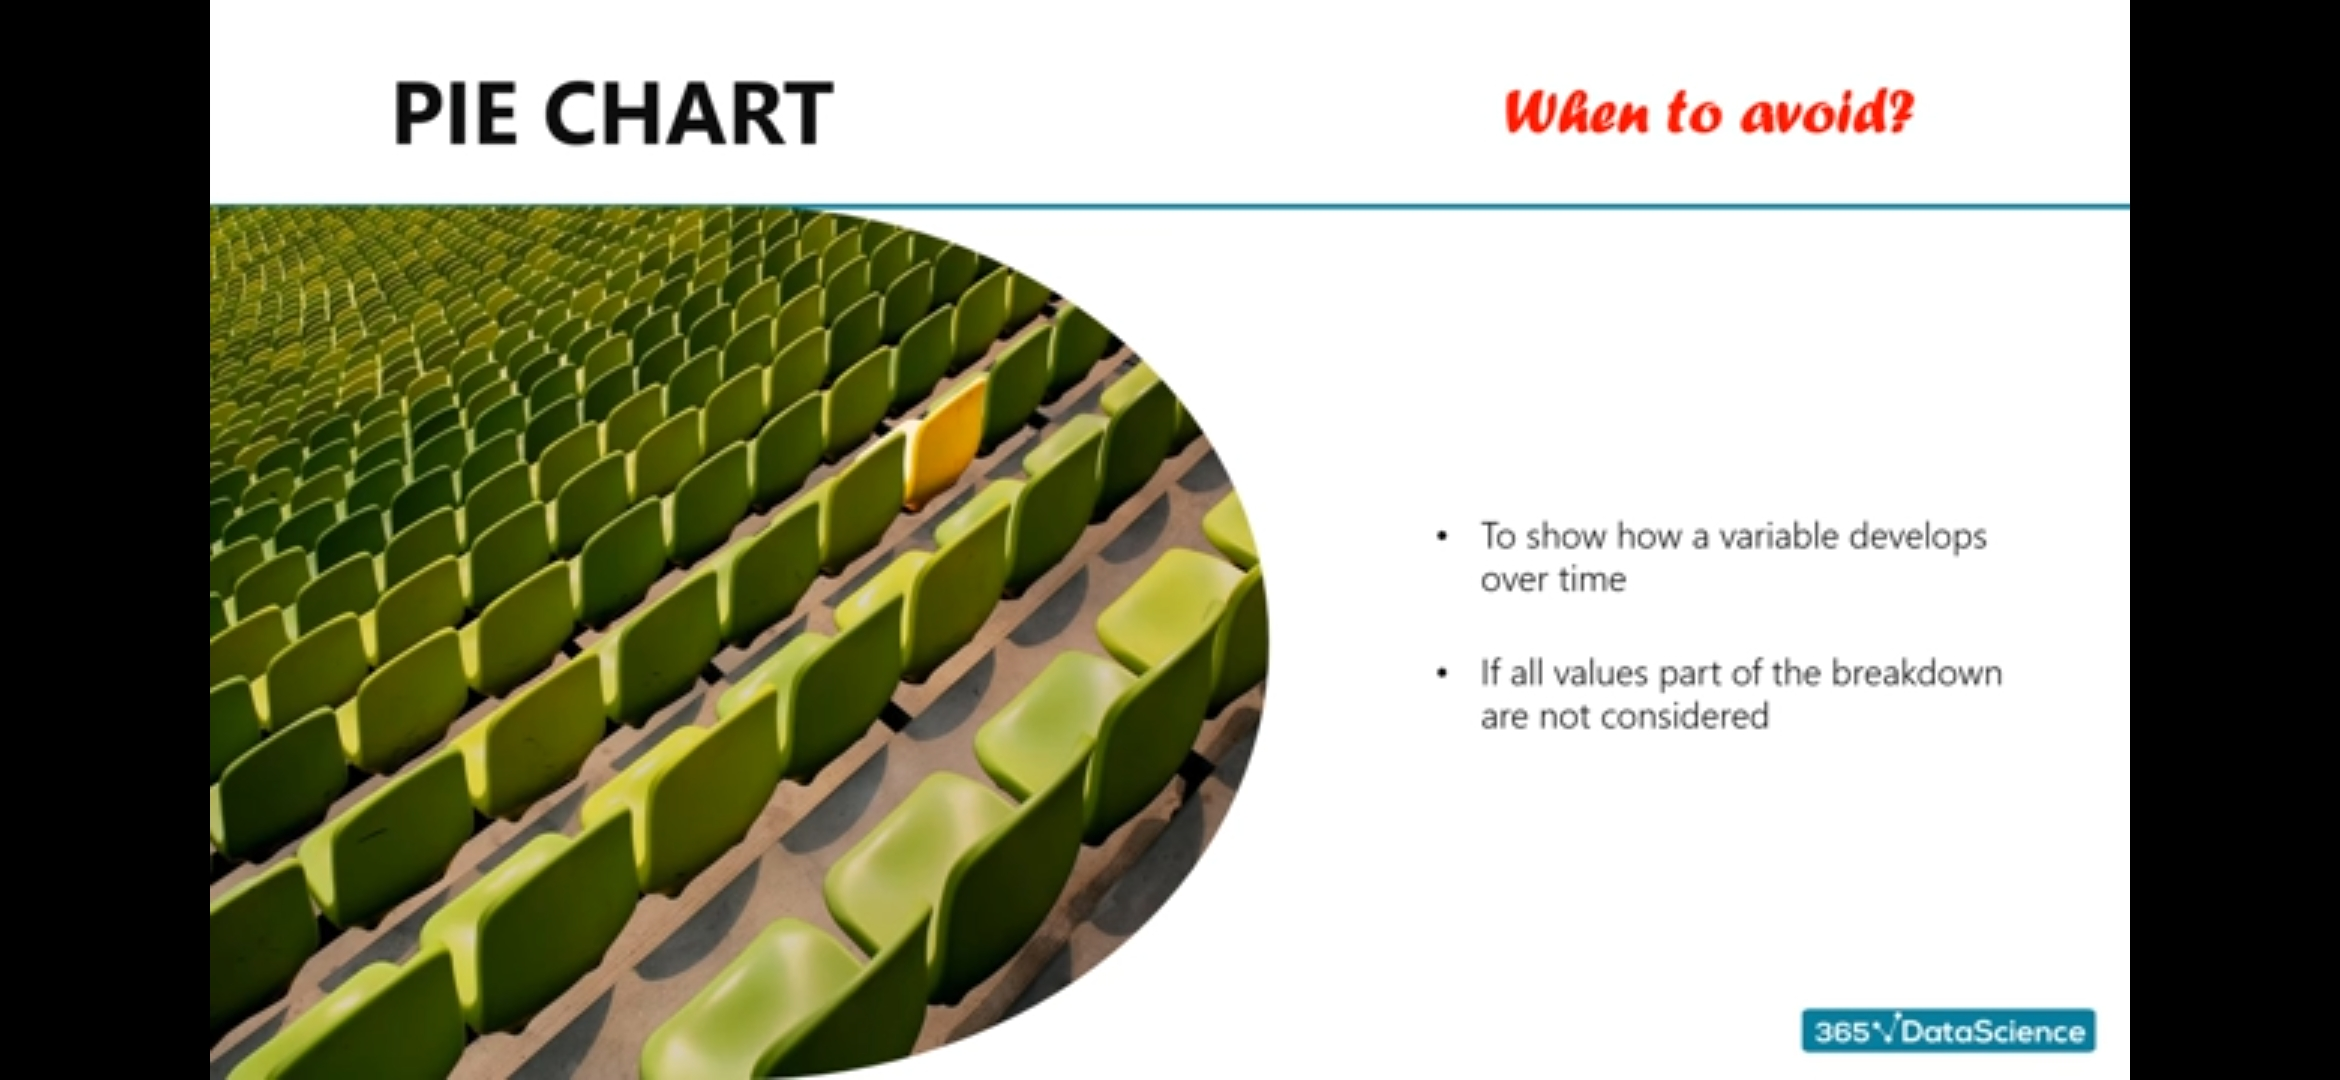 PIE CHART
When to avoid?
• To show how a variable develops
over time
• If all values part of the breakdown
are not considered
365 DataScience